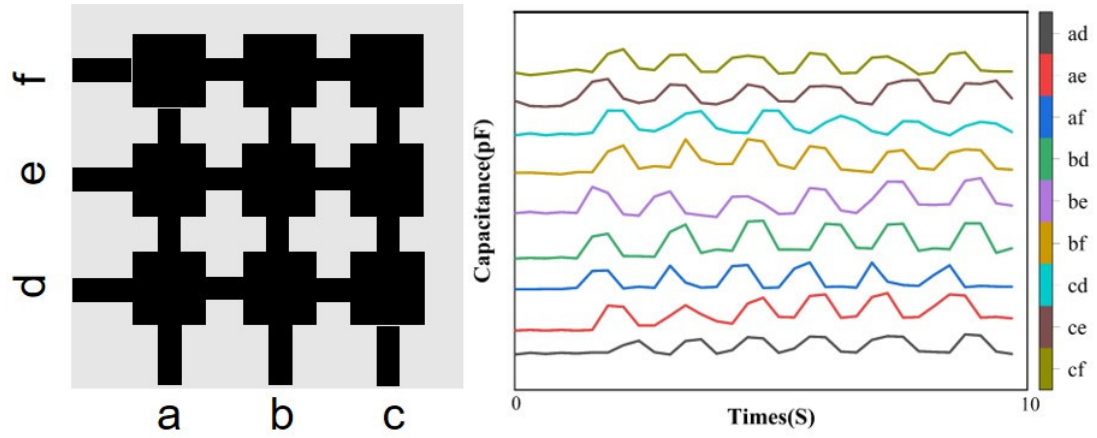 f
e
d
a b c
Capacitance(pF)
0 10
Times(S)
ad
ae
af
bd
be
bf
cd
ce
cf